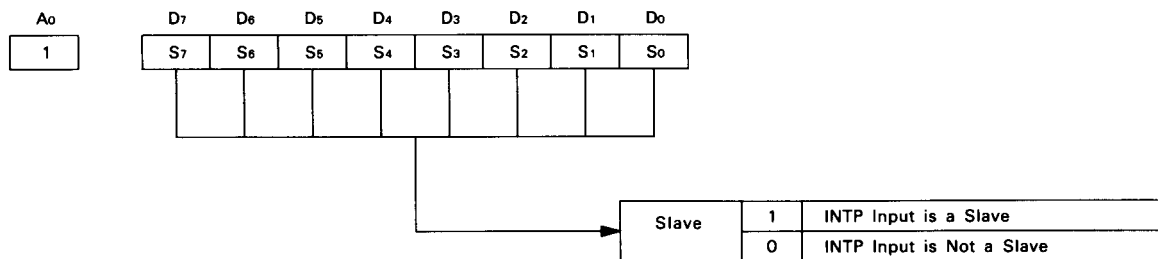 A0 D7 D6 D5 D4 D3 D2 D1 D0
1 S7 S6 S5 S4 S3 S2 S1 S0
Slave 1 INTP Input is a Slave
0 INTP Input is Not a Slave